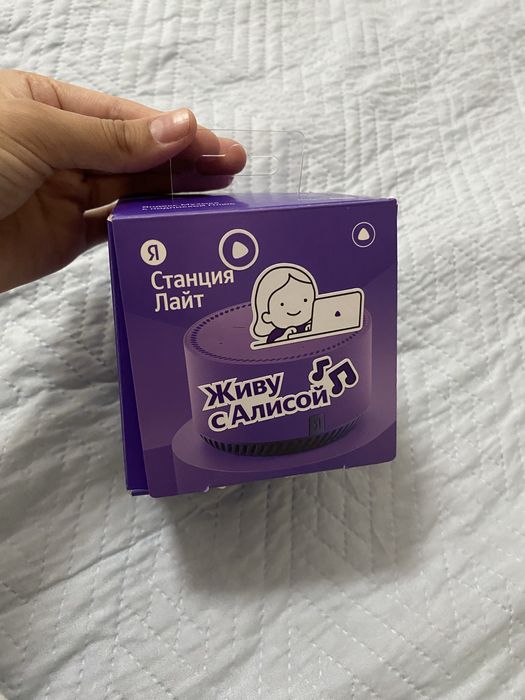 Я
Станция
Лайт
Живу
с Алисой
Я